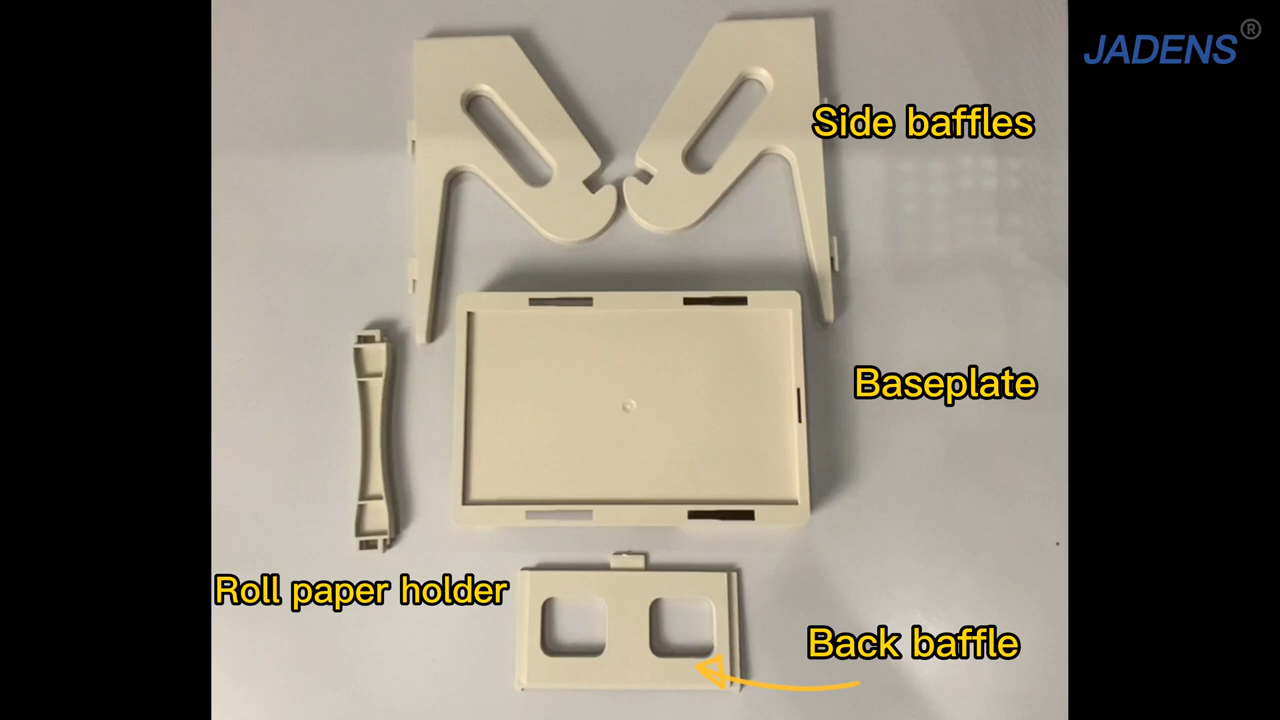 JADENS®
Side baffles
Baseplate
Roll paper holder
Back baffle